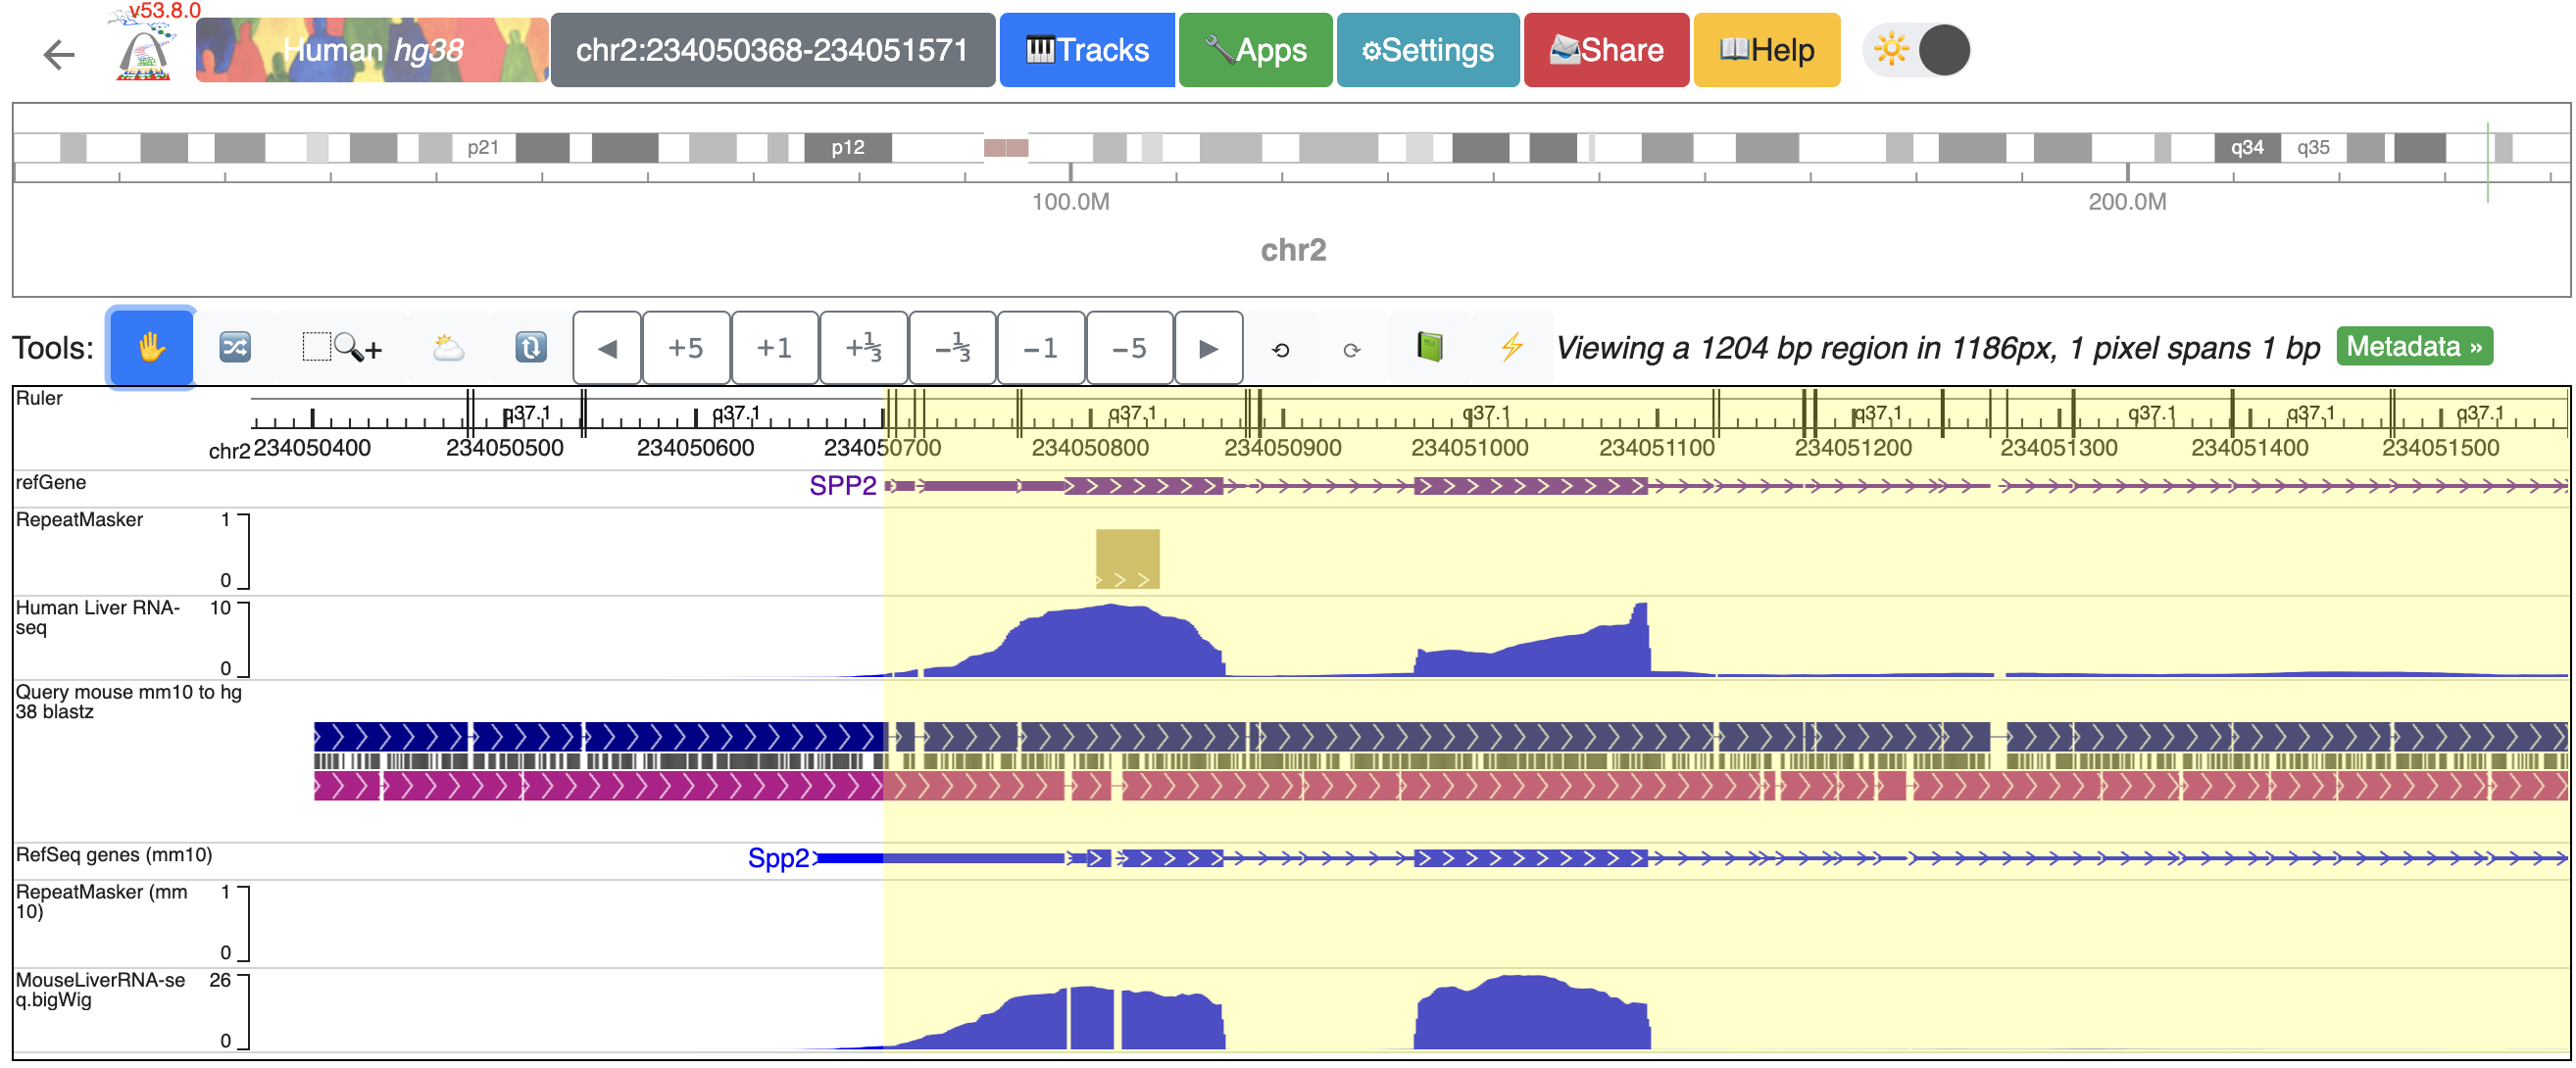 v53.8.0
Human hg38
chr2:234050368-234051571
Tracks
Apps
Settings
Share
Help
p21
p12
q34
q35
100.0M
200.0M
chr2
Tools:
+5
+1
+⅓
-⅓
-1
-5
Viewing a 1204 bp region in 1186px, 1 pixel spans 1 bp
Metadata »
Ruler
q37.1 q37.1 q37.1 q37.1 q37.1 q37.1 q37.1 q37.1
chr2 234050400 234050500 234050600 234050700 234050800 234050900 234051000 234051100 234051200 234051300 234051400 234051500
refGene
SPP2
RepeatMasker
1
0
Human Liver RNA-
seq
10
0
Query mouse mm10 to hg
38 blastz
RefSeq genes (mm10)
Spp2
RepeatMasker (mm
10)
1
0
MouseLiverRNA-se
q.bigWig
26
0